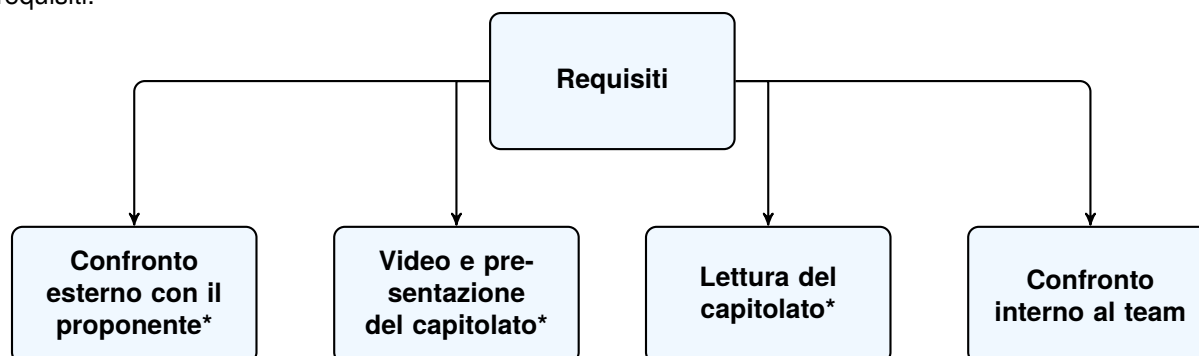 requisiti.
Requisiti
Confronto
esterno con il
proponente*
Video e pre-
sentazione
del capitolato*
Lettura del
capitolato*
Confronto
interno al team